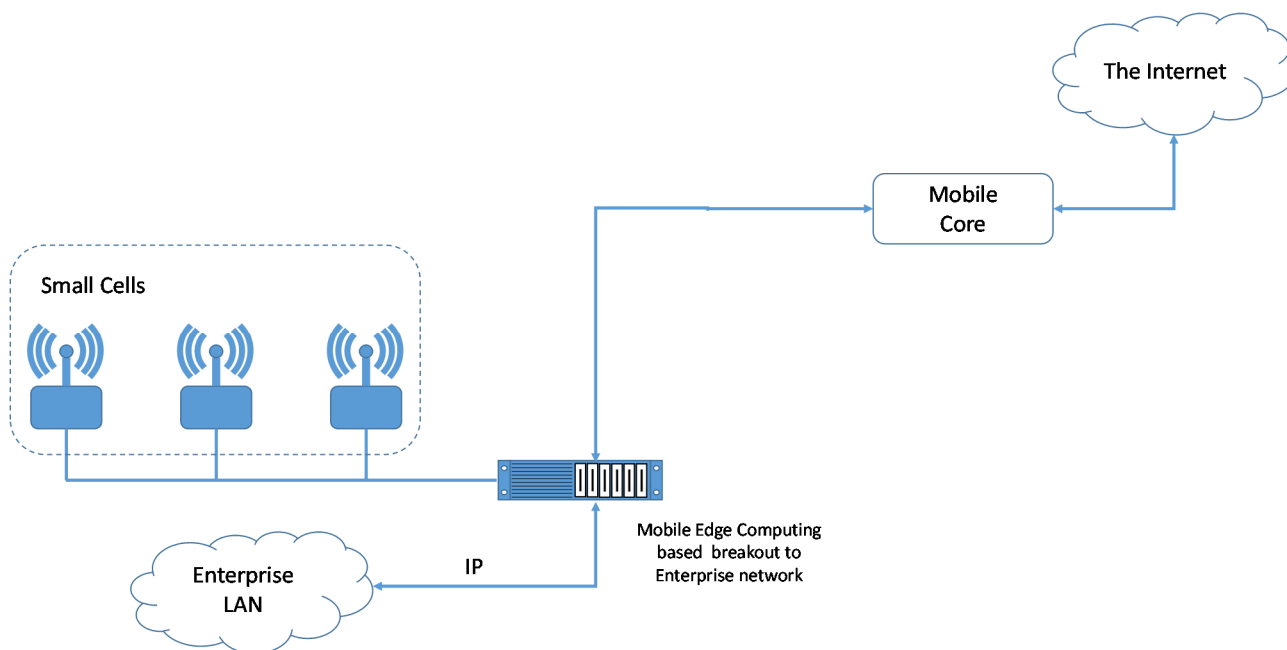 The Internet
Mobile
Core
Small Cells
Mobile Edge Computing
based breakout to
Enterprise network
IP
Enterprise
LAN